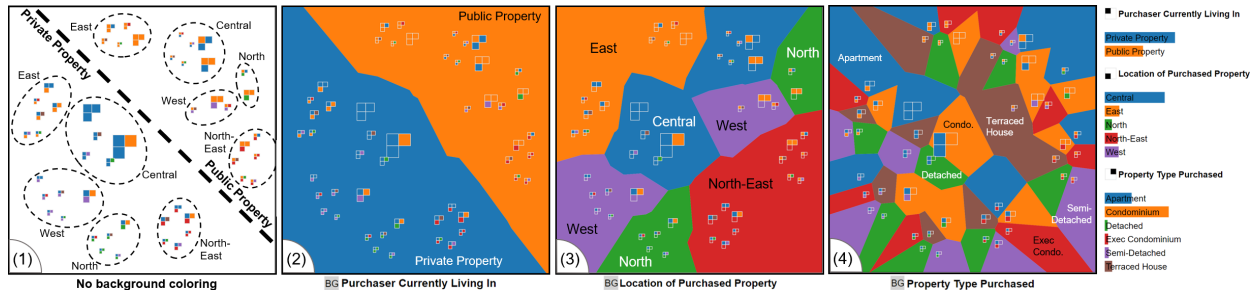 Private Property
Public Property
East
Central
North
East
West
North-
East
Central
West
North
North-
East
(1)
No background coloring
Public Property
Private Property
(2)
BG Purchaser Currently Living In
East
North
Central
West
North-East
West
North
(3)
BG Location of Purchased Property
Apartment
Condo.
Terraced
House
Detached
Semi-
Detached
Exec
Condo.
(4)
BG Property Type Purchased
Purchaser Currently Living In
Private Property
Public Property
Location of Purchased Property
Central
East
North
North-East
West
Property Type Purchased
Apartment
Condominium
Detached
Exec Condominium
Semi-Detached
Terraced House